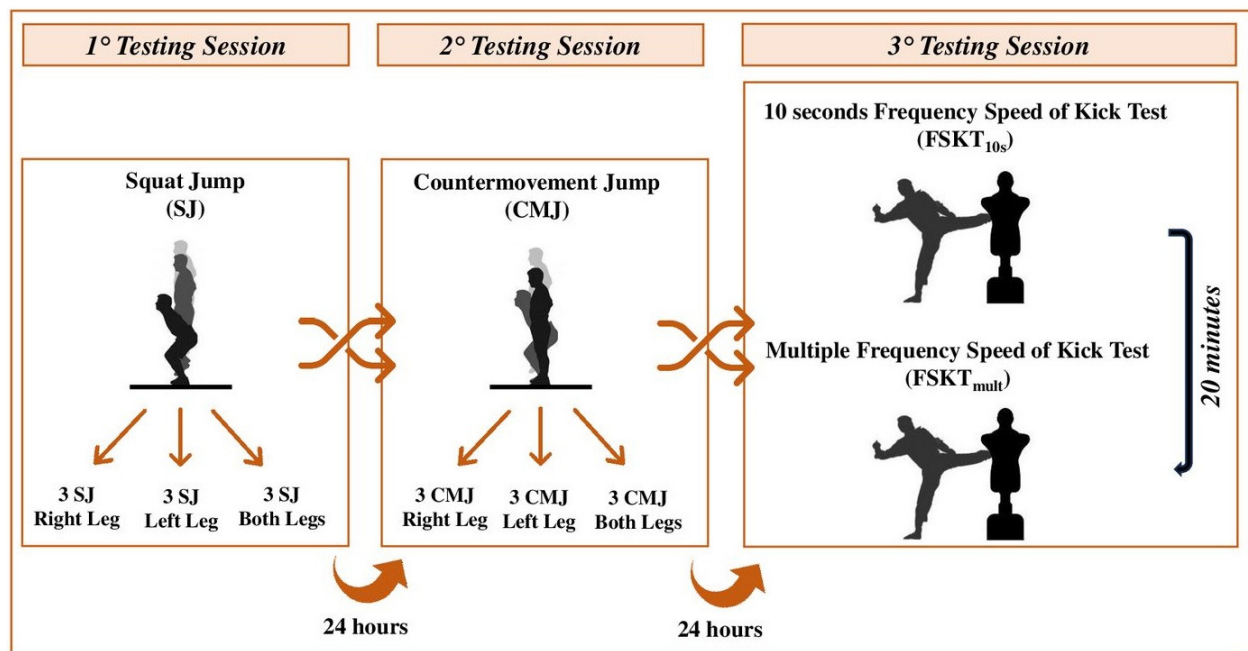 1° Testing Session
2° Testing Session
3° Testing Session
Squat Jump
(SJ)
3 SJ
Right Leg
3 SJ
Left Leg
3 SJ
Both Legs
24 hours
Countermovement Jump
(CMJ)
3 CMJ
Right Leg
3 CMJ
Left Leg
3 CMJ
Both Legs
24 hours
10 seconds Frequency Speed of Kick Test
(FSKT10s)
Multiple Frequency Speed of Kick Test
(FSKTmult)
20 minutes